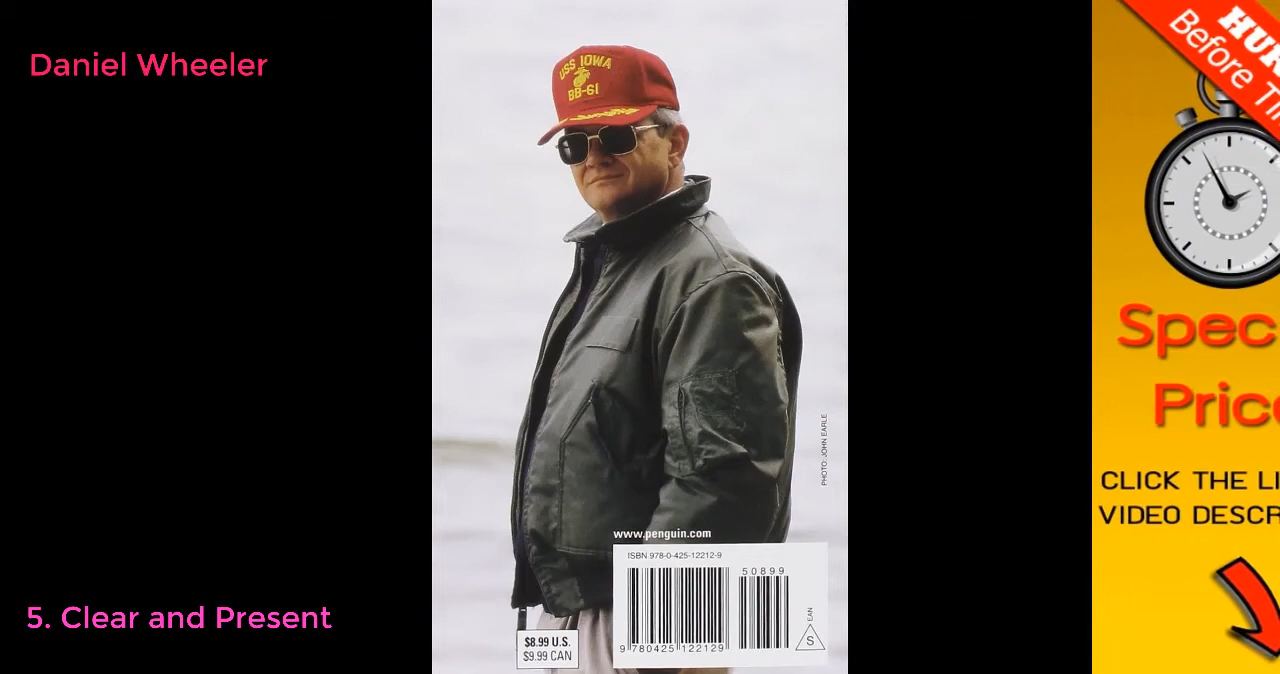 Daniel Wheeler
USS IOWA
BB-61
PHOTO: JOHN EARLE
www.penguin.com
ISBN 978-0-425-12212-9
50899
9 780425 122129
EAN
S
$8.99 U.S.
$9.99 CAN
5. Clear and Present
HUR
Before Ti
Spec
Pric
CLICK THE LI
VIDEO DESCR